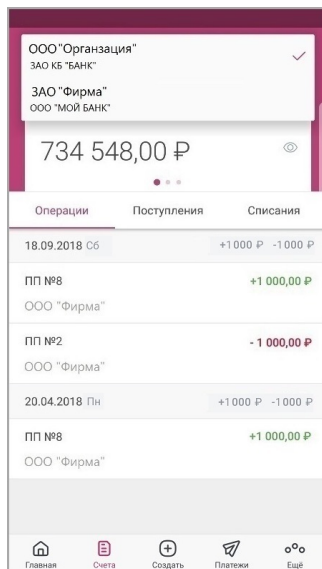 ООО "Органзация"
ЗАО КБ "БАНК"
ЗАО "Фирма"
ООО "МОЙ БАНК"
734 548,00 ₽
Операции Поступления Списания
18.09.2018 Сб +1000 ₽ -1000 ₽
ПП №8 +1 000,00 ₽
ООО "Фирма"
ПП №2 - 1 000,00 ₽
ООО "Фирма"
20.04.2018 Пн +1000 ₽ -1000 ₽
ПП №8 +1 000,00 ₽
ООО "Фирма"
Главная Счета Создать Платежи Ещё